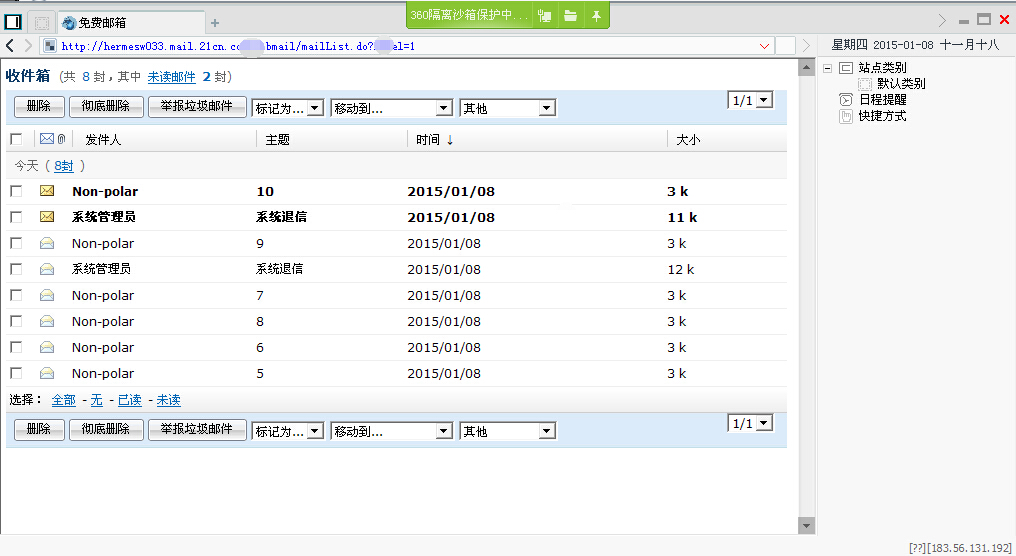 360隔离沙箱保护中...
免费邮箱
http://hermesw033.mail.21cn.c bmail/mailList.do? el=1
星期四 2015-01-08 十一月十八
收件箱 (共 8 封,其中 未读邮件 2 封)
删除 彻底删除 举报垃圾邮件 标记为... 移动到... 其他 1/1
发件人 主题 时间 ↓ 大小
今天 ( 8封 )
Non-polar 10 2015/01/08 3 k
系统管理员 系统退信 2015/01/08 11 k
Non-polar 9 2015/01/08 3 k
系统管理员 系统退信 2015/01/08 12 k
Non-polar 7 2015/01/08 3 k
Non-polar 8 2015/01/08 3 k
Non-polar 6 2015/01/08 3 k
Non-polar 5 2015/01/08 3 k
选择: 全部 - 无 - 已读 - 未读
删除 彻底删除 举报垃圾邮件 标记为... 移动到... 其他 1/1
站点类别
默认类别
日程提醒
快捷方式
[??][183.56.131.192]